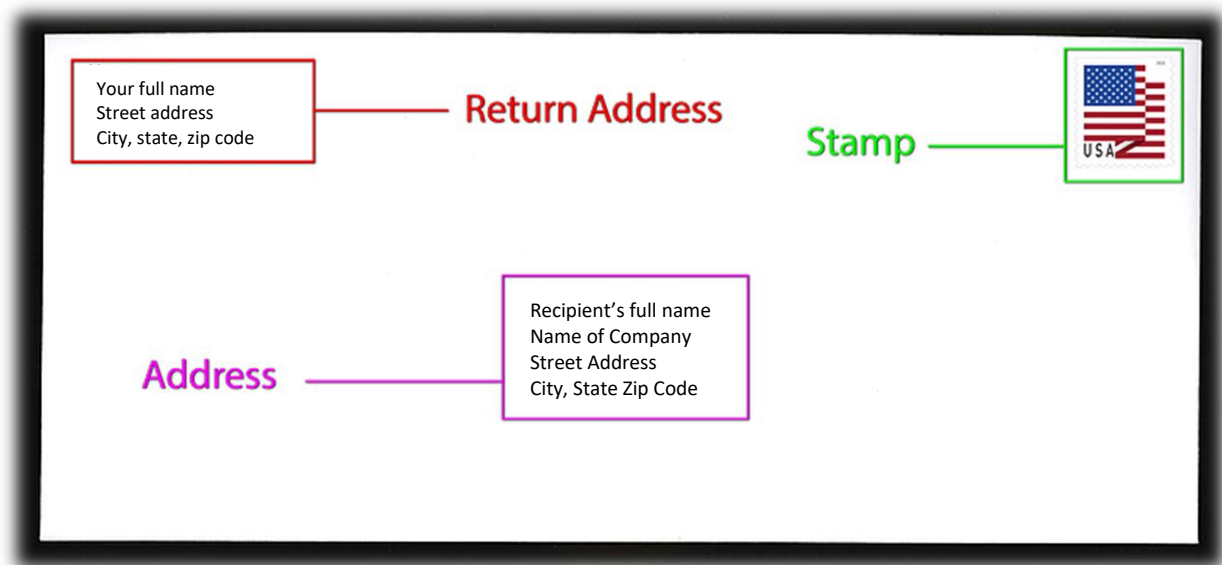 Your full name
Street address
City, state, zip code
Return Address
Stamp
USA
Recipient's full name
Name of Company
Street Address
City, State Zip Code
Address